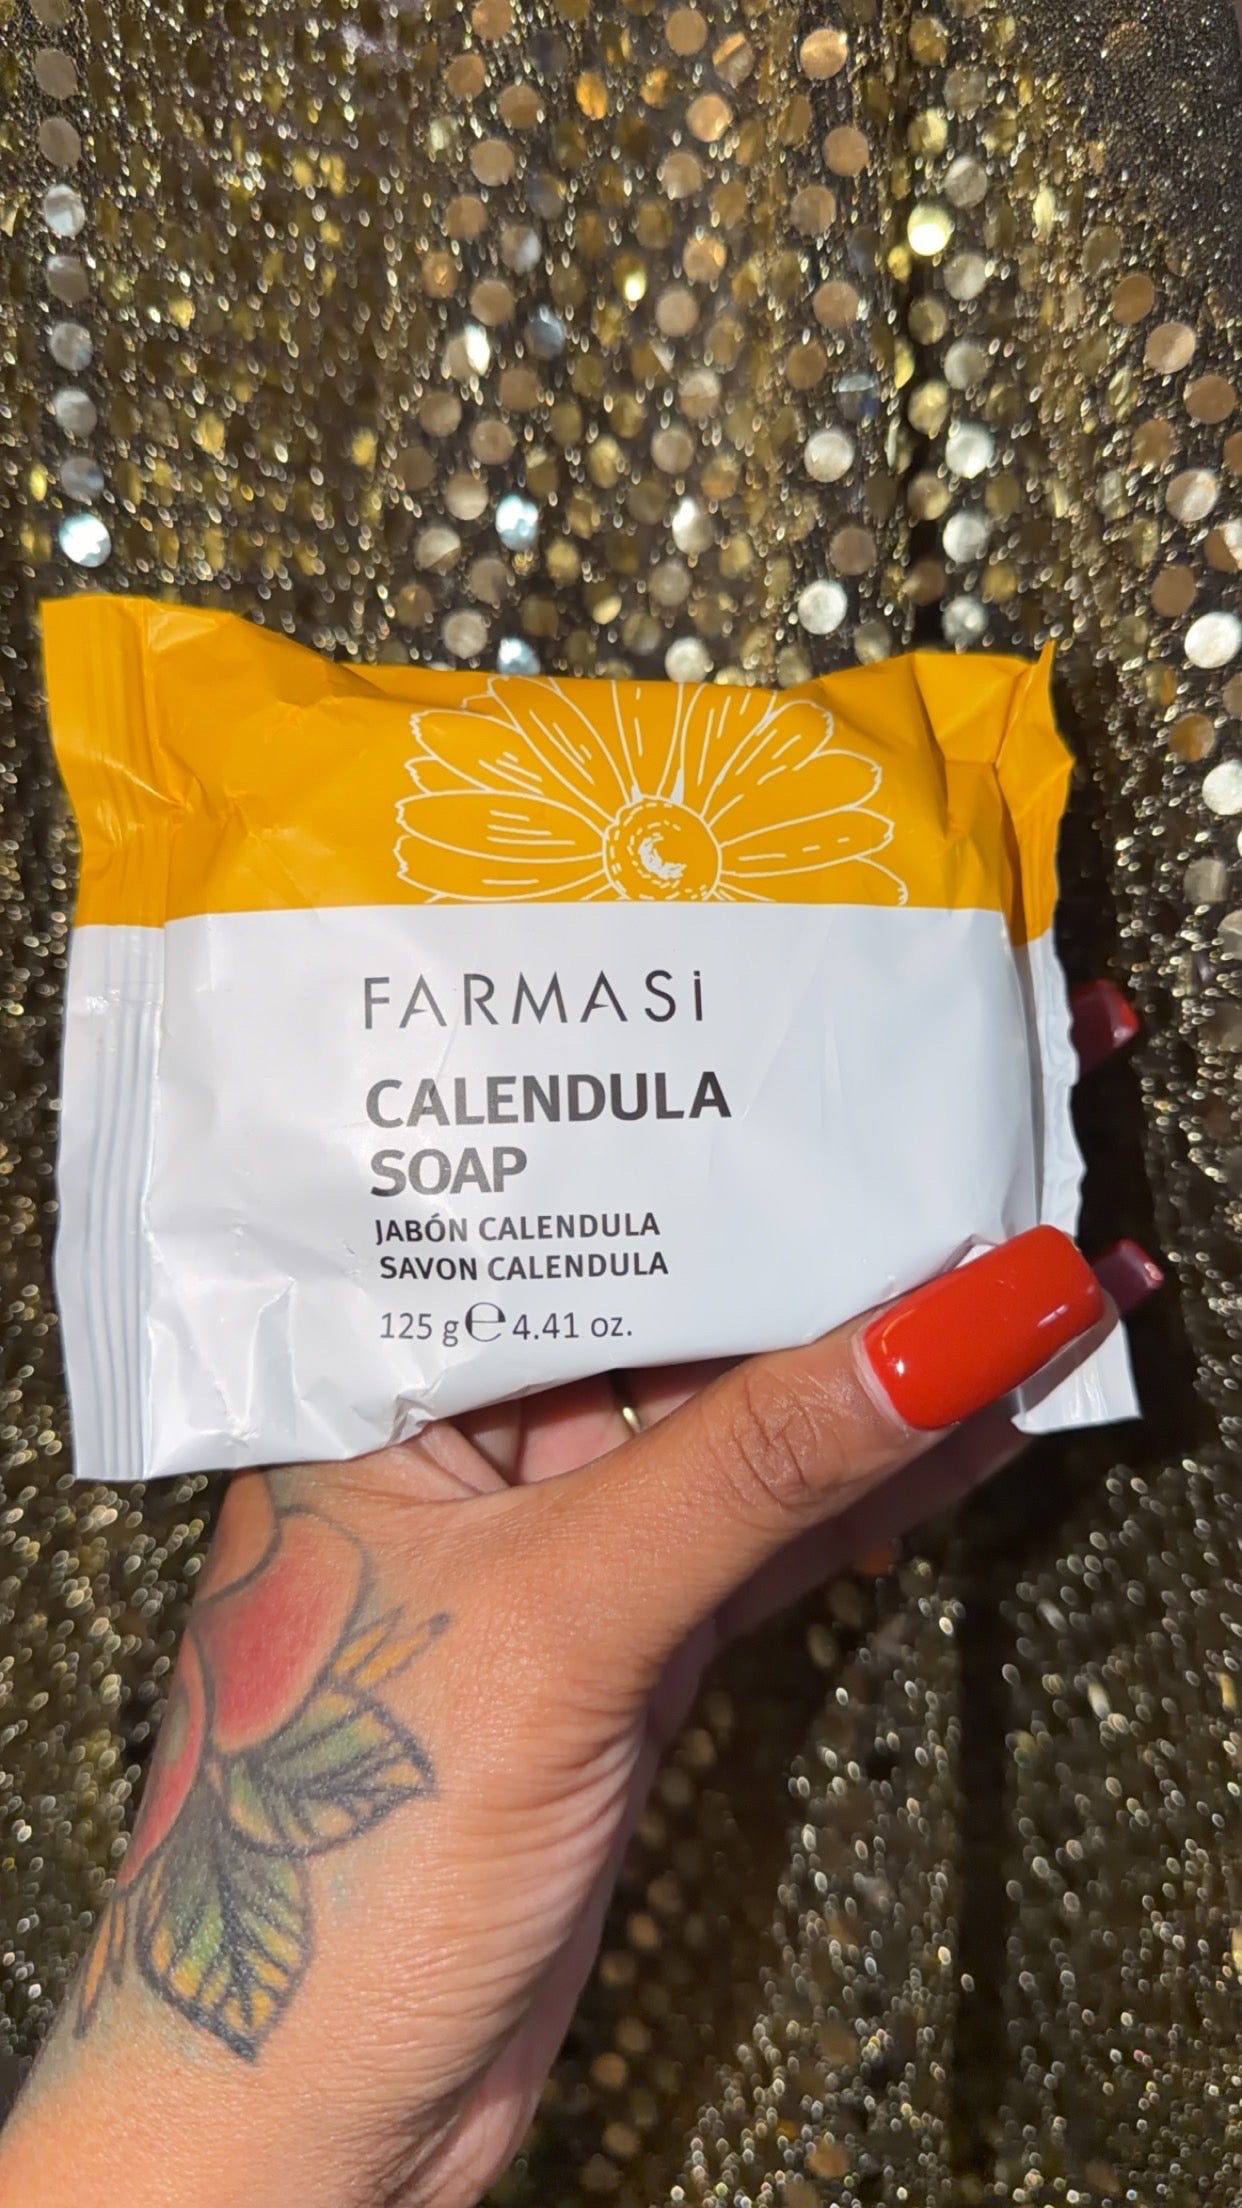 FARMASi
CALENDULA
SOAP
JABÓN CALENDULA
SAVON CALENDULA
125 g ℮ 4.41 oz.